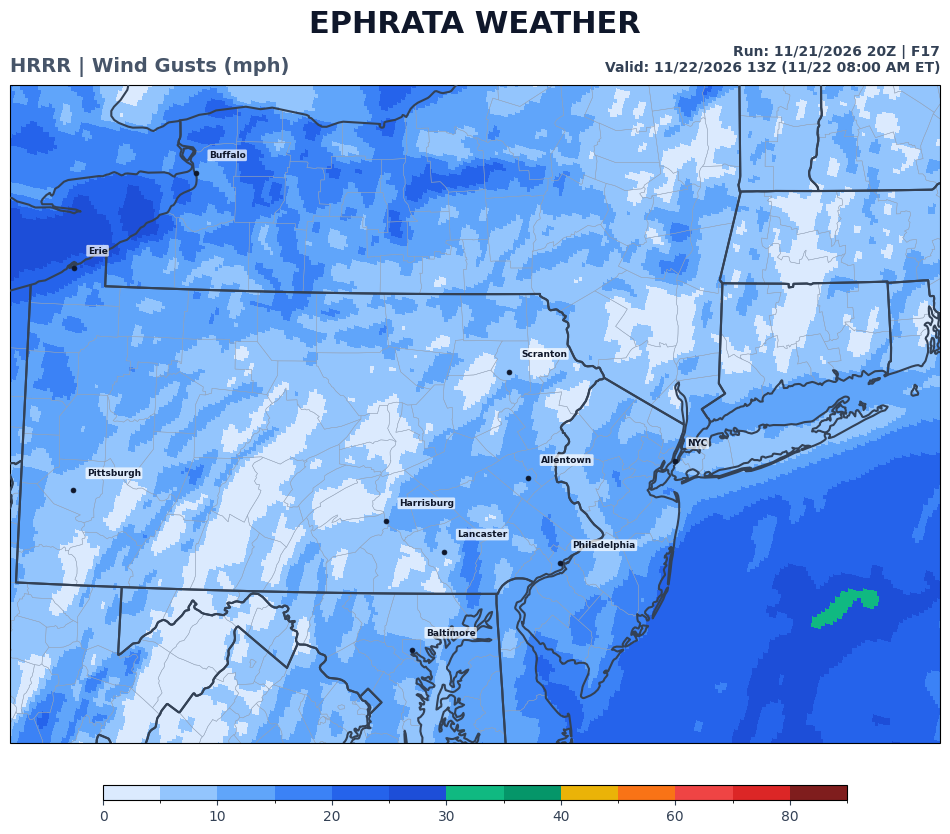 EPHRATA WEATHER
HRRR | Wind Gusts (mph)
Run: 11/21/2026 20Z | F17
Valid: 11/22/2026 13Z (11/22 08:00 AM ET)
Buffalo
Erie
Scranton
NYC
Allentown
Pittsburgh
Harrisburg
Lancaster
Philadelphia
Baltimore
0 10 20 30 40 50 60 70 80